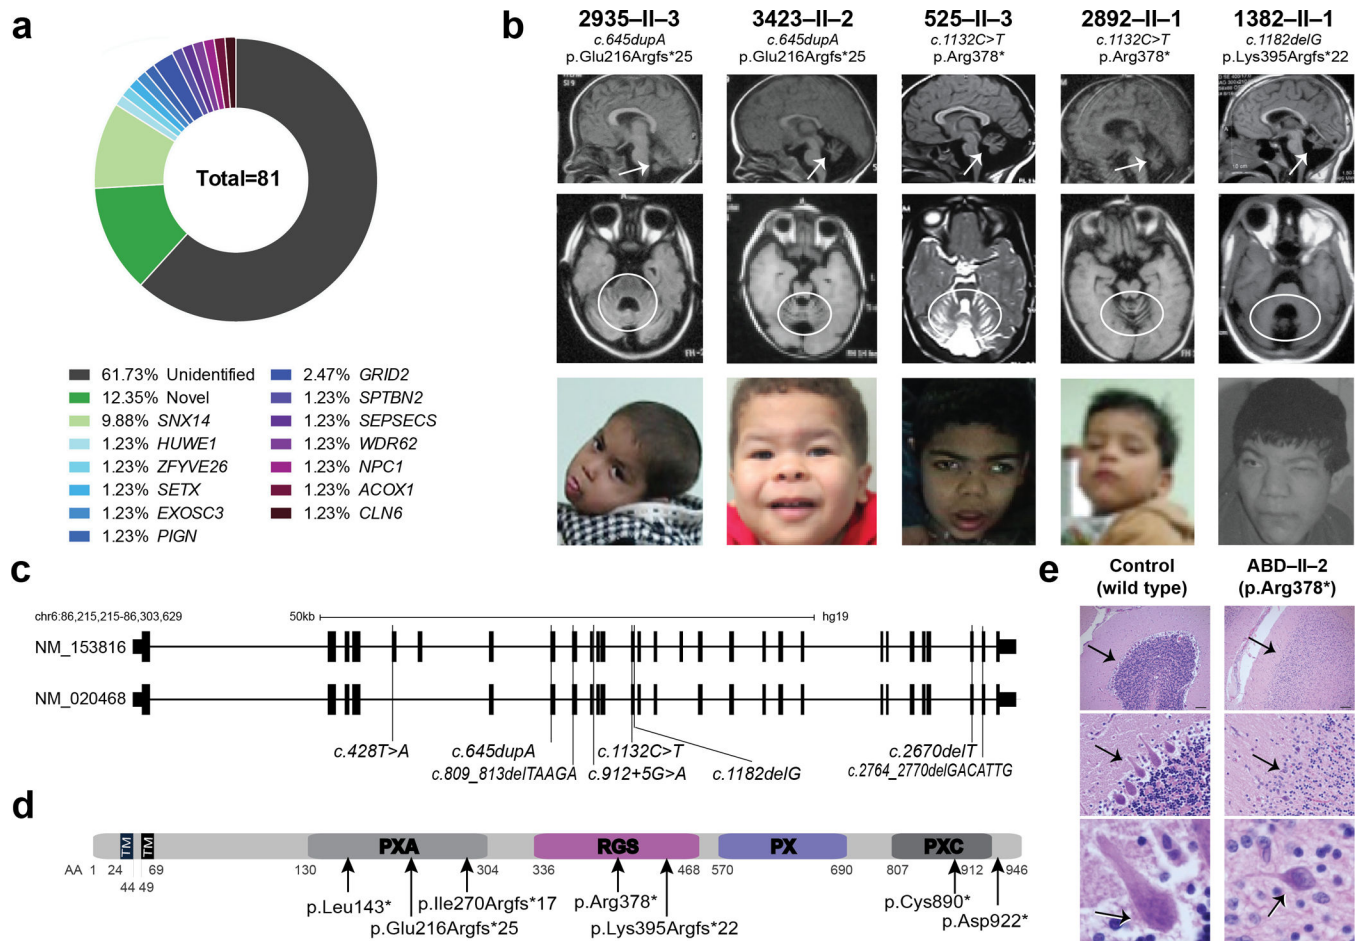 a
Total=81
61.73% Unidentified
12.35% Novel
9.88% SNX14
1.23% HUWE1
1.23% ZFYVE26
1.23% SETX
1.23% EXOSC3
1.23% PIGN
2.47% GRID2
1.23% SPTBN2
1.23% SEPSECS
1.23% WDR62
1.23% NPC1
1.23% ACOX1
1.23% CLN6
b
2935–II–3
c.645dupA
p.Glu216Argfs*25
3423–II–2
c.645dupA
p.Glu216Argfs*25
525–II–3
c.1132C>T
p.Arg378*
2892–II–1
c.1132C>T
p.Arg378*
1382–II–1
c.1182delG
p.Lys395Argfs*22
c
chr6:86,215,215-86,303,629
50kb
hg19
NM_153816
NM_020468
c.428T>A
c.645dupA
c.809_813delTAAGA
c.912+5G>A
c.1132C>T
c.1182delG
c.2670delT
c.2764_2770delGACATTG
d
TM TM PXA RGS PX PXC
AA 1 24 69 130 304 336 468 570 690 807 912 946
44 49
p.Leu143*
p.Glu216Argfs*25
p.Ile270Argfs*17
p.Arg378*
p.Lys395Argfs*22
p.Cys890*
p.Asp922*
e
Control
(wild type)
ABD–II–2
(p.Arg378*)